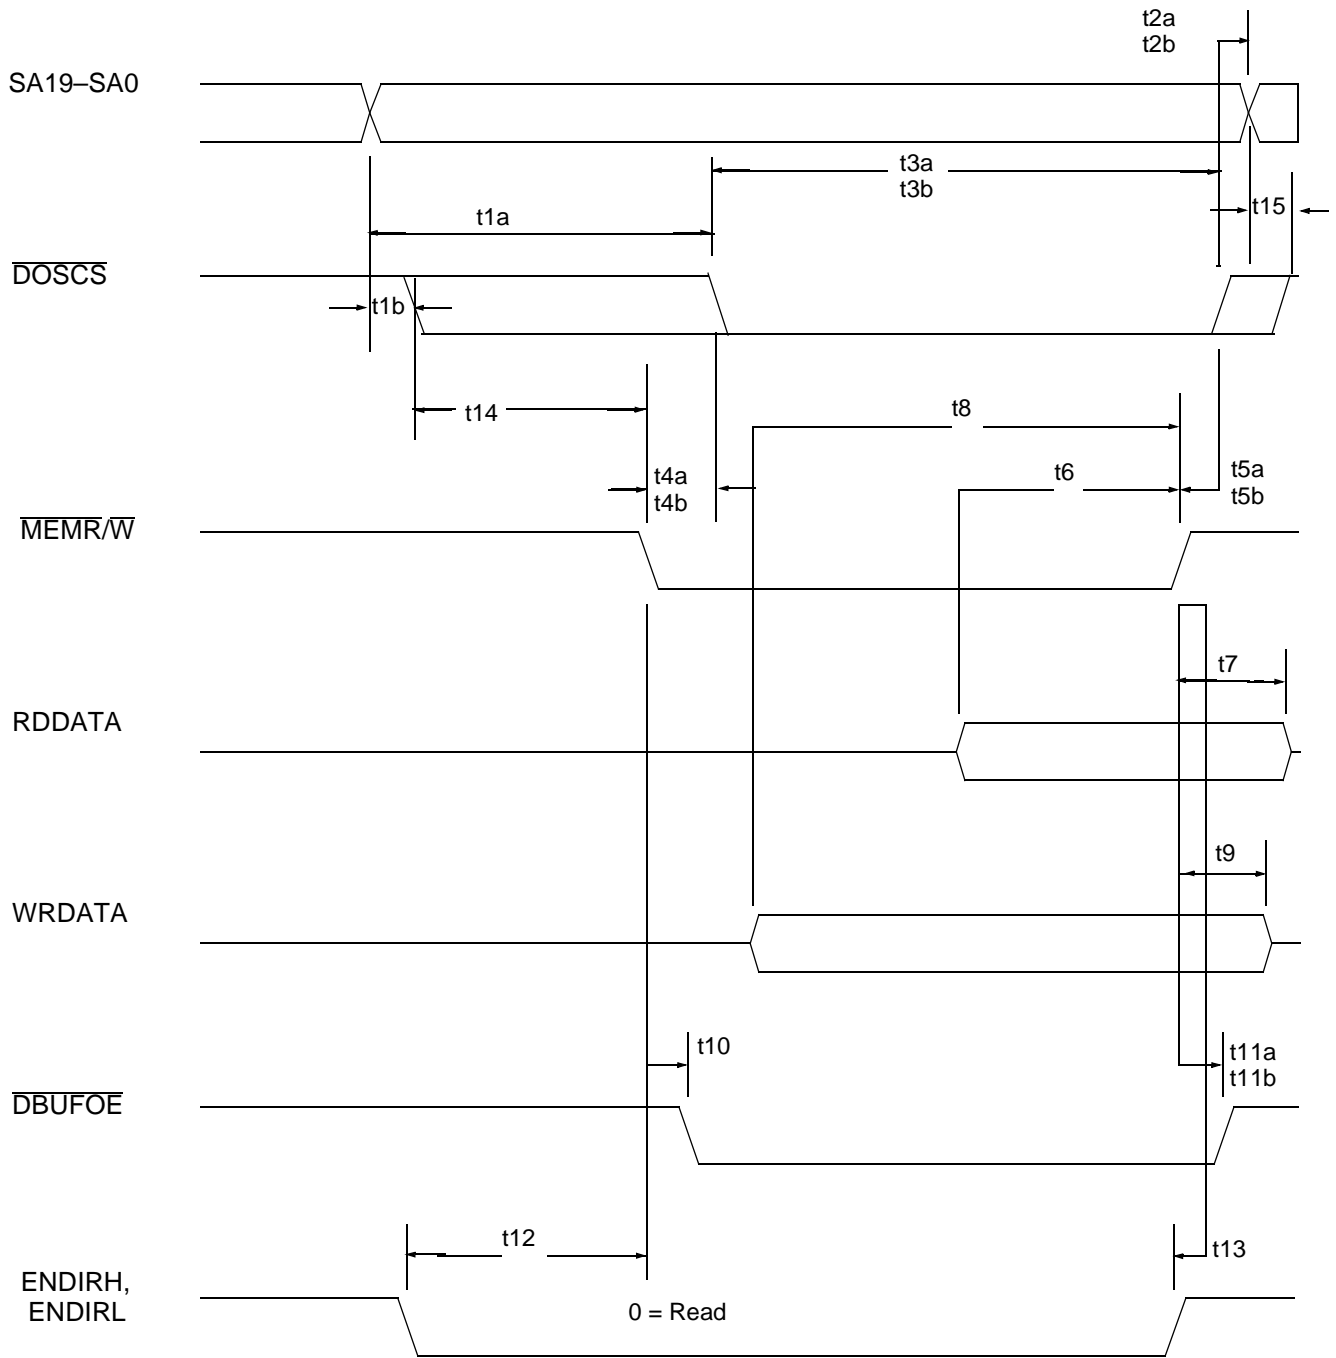 t2a
t2b
SA19–SA0
t3a
t3b
t15
t1a
DOSCS
t1b
t8
t14
t6
t4a
t4b
t5a
t5b
MEMR/W
t7
RDDATA
t9
WRDATA
t10
t11a
t11b
DBUFOE
t12
t13
ENDIRH,
ENDIRL
0 = Read